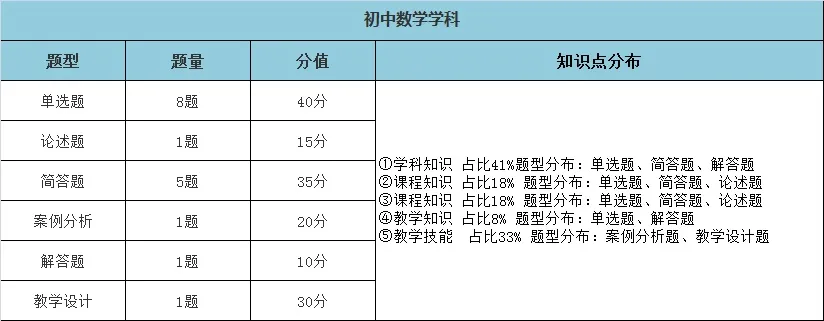 初中数学学科
题型 题量 分值 知识点分布
单选题 8题 40分
论述题 1题 15分
简答题 5题 35分
案例分析 1题 20分
解答题 1题 10分
教学设计 1题 30分
①学科知识 占比41%题型分布：单选题、简答题、解答题
②课程知识 占比18% 题型分布：单选题、简答题、论述题
③课程知识 占比18% 题型分布：单选题、简答题、论述题
④教学知识 占比8% 题型分布：单选题、解答题
⑤教学技能 占比33% 题型分布：案例分析题、教学设计题